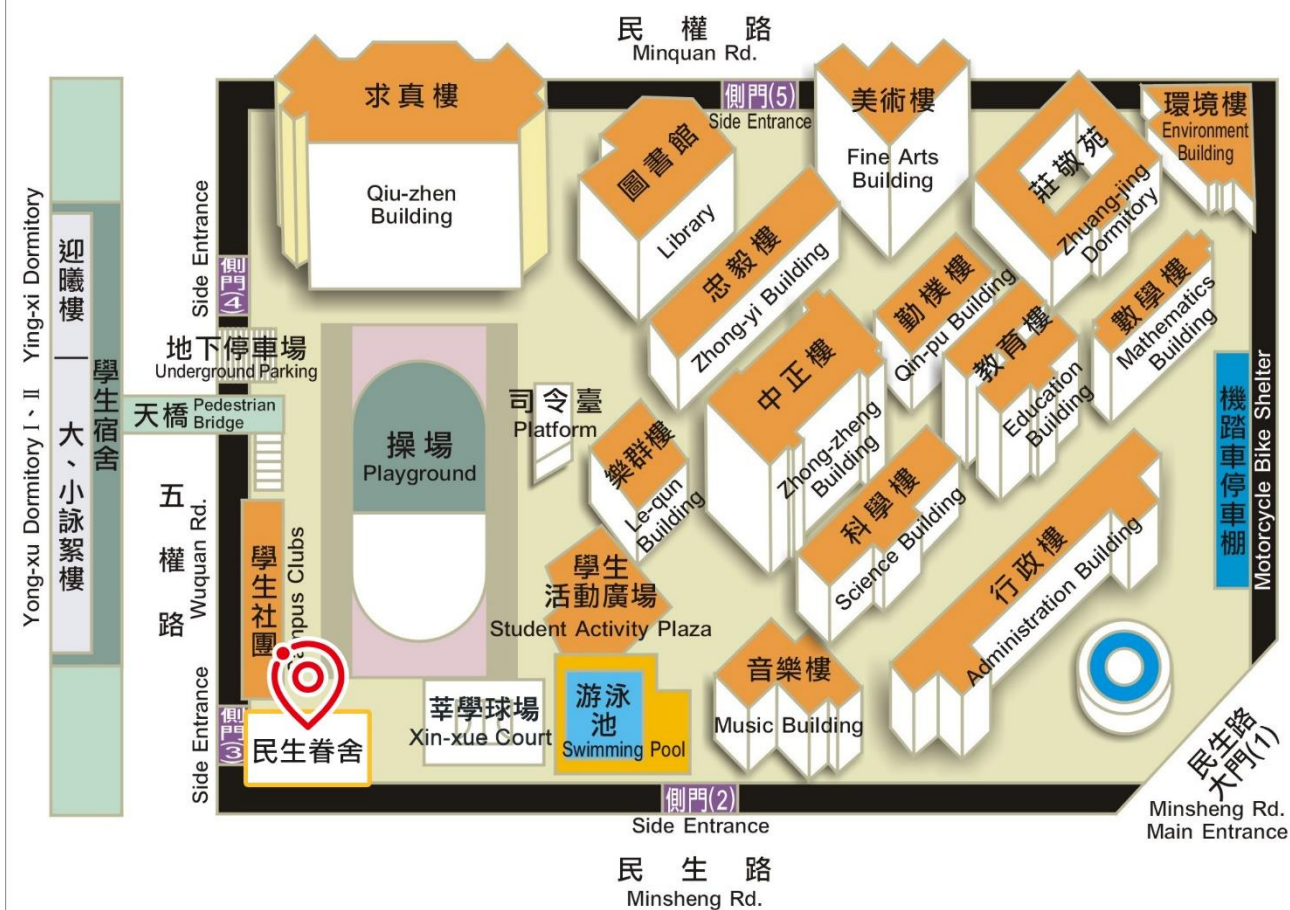 民權路
Minquan Rd.
求真樓
Qiu-zhen
Building
側門(5)
Side Entrance
美術樓
Fine Arts
Building
環境樓
Environment
Building
圖書館
Library
莊敬苑
Zhuang-jing
Dormitory
忠毅樓
Zhong-yi Building
勤樸樓
Qin-pu Building
教育樓
Education
Building
數學樓
Mathematics
Building
中正樓
Zhong-zheng
Building
機踏車停車棚
Motorcycle Bike Shelter
Side Entrance
側門(4)
地下停車場
Underground Parking
天橋
Pedestrian
Bridge
迎曦樓
Ying-xi Dormitory
大、小詠絮樓
Yong-xu Dormitory I、II
學生宿舍
五權路
Wuquan Rd.
操場
Playground
司令臺
Platform
樂群樓
Le-qun
Building
科學樓
Science Building
行政樓
Administration Building
學生社團
Campus Clubs
學生
活動廣場
Student Activity Plaza
音樂樓
Music Building
游泳
池
Swimming Pool
莘學球場
Xin-xue Court
Side Entrance
側門(3)
民生眷舍
側門(2)
Side Entrance
民生路
大門(1)
Minsheng Rd.
Main Entrance
民生路
Minsheng Rd.